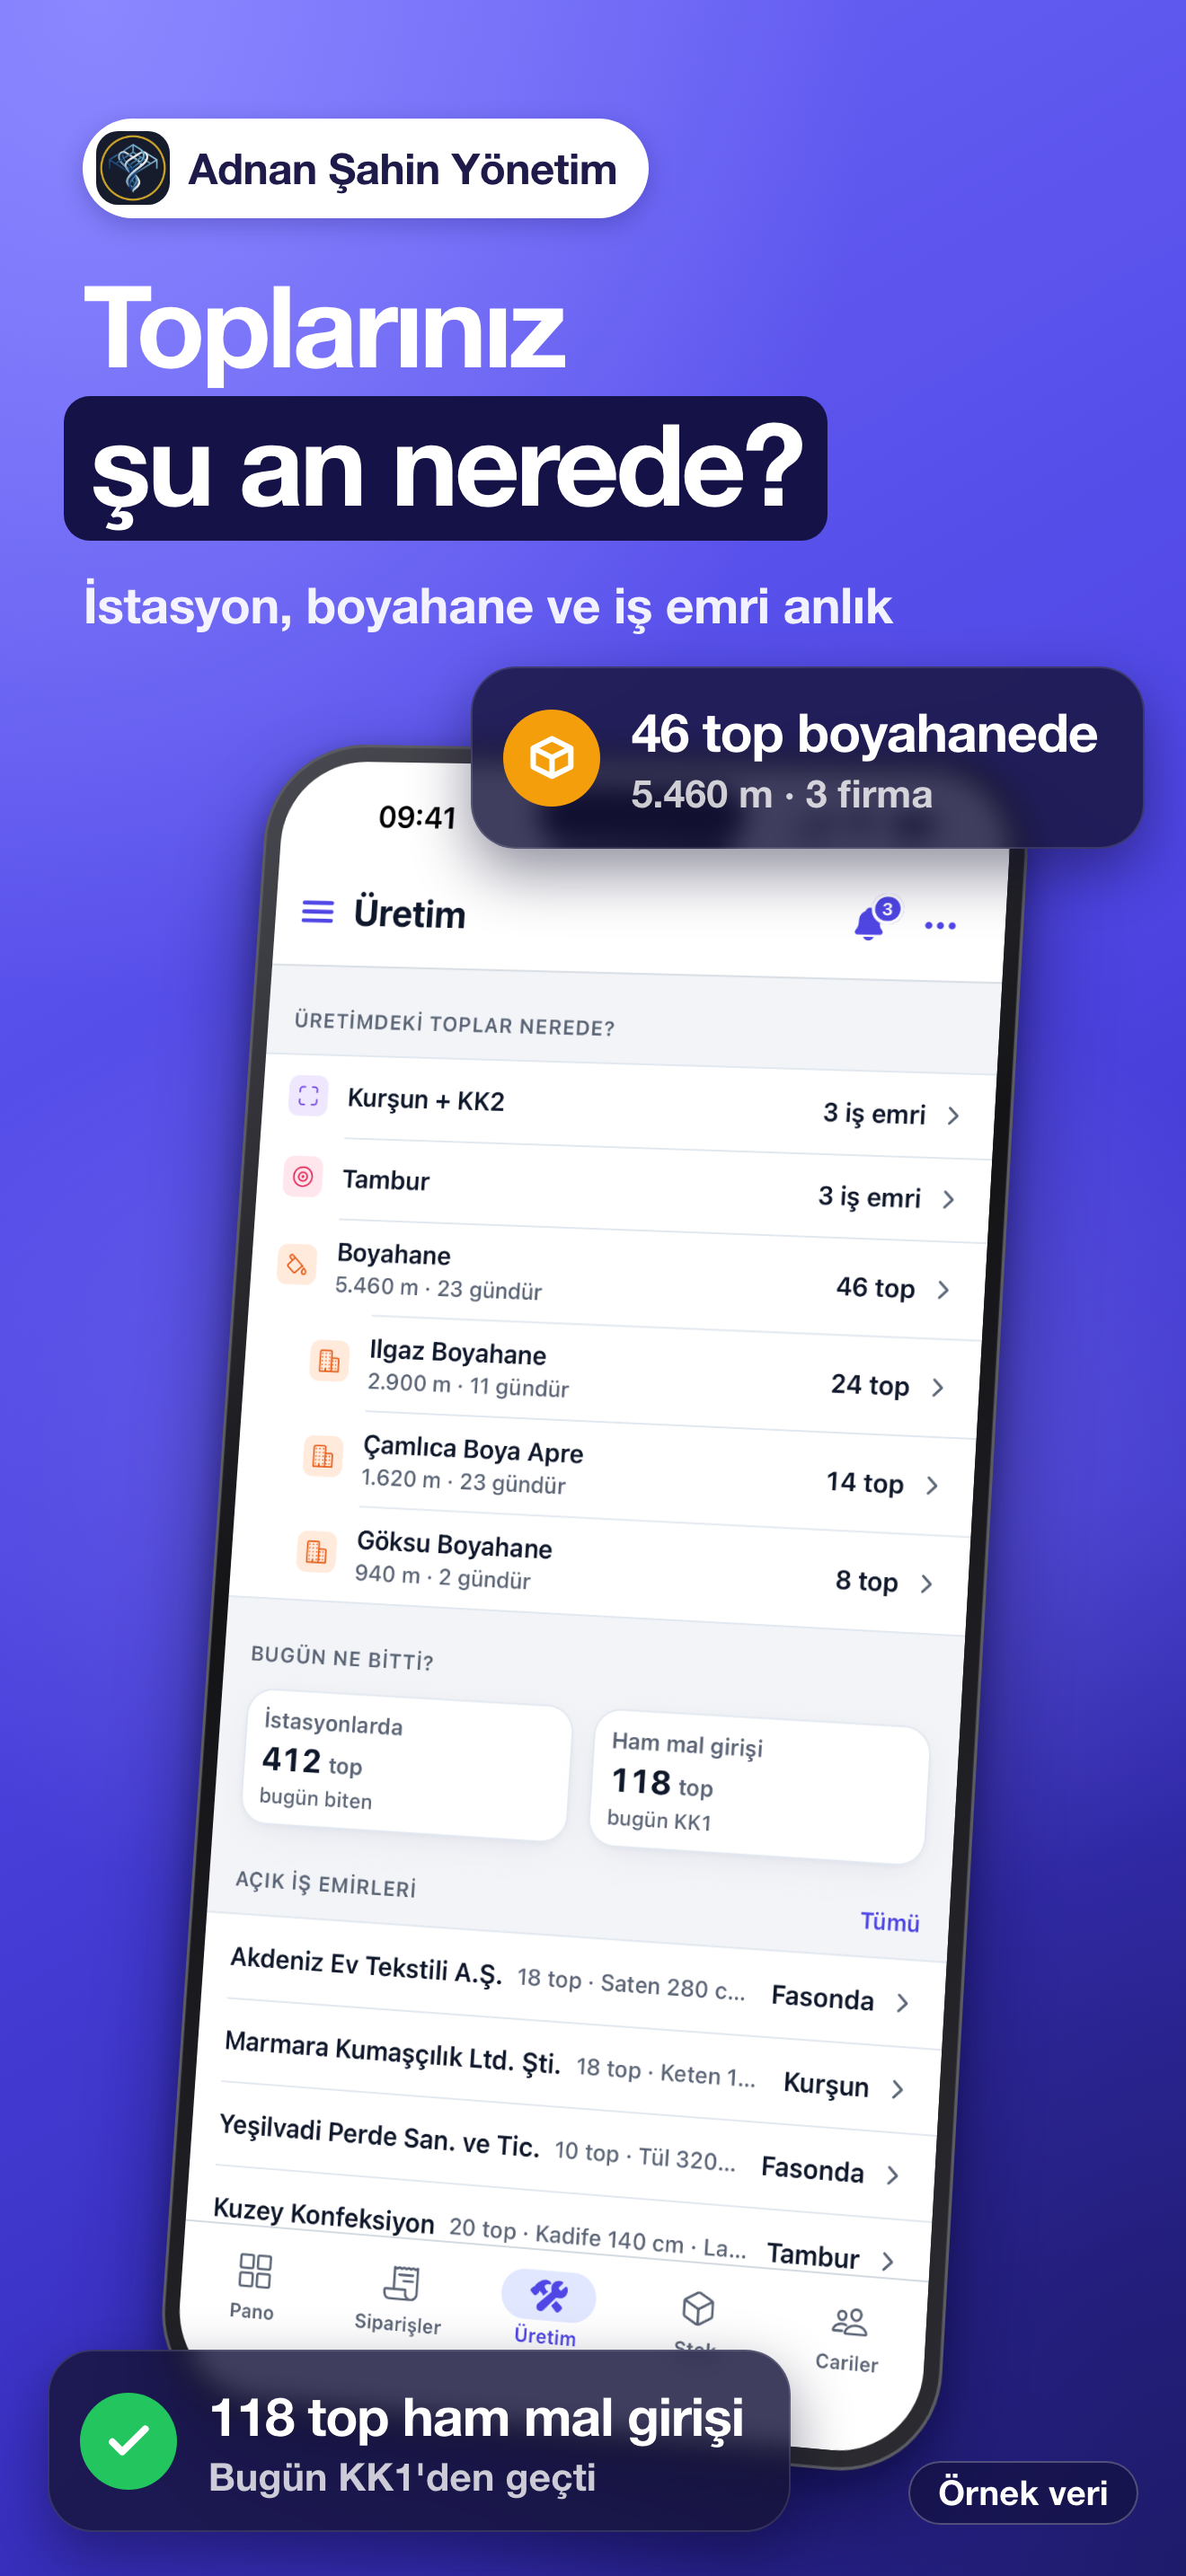 Adnan Şahin Yönetim
Toplarınız
şu an nerede?
İstasyon, boyahane ve iş emri anlık
46 top boyahanede
5.460 m · 3 firma
09:41
Üretim
3
ÜRETİMDEKİ TOPLAR NEREDE?
Kurşun + KK2 3 iş emri
Tambur 3 iş emri
Boyahane
5.460 m · 23 gündür
46 top
Ilgaz Boyahane
2.900 m · 11 gündür
24 top
Çamlıca Boya Apre
1.620 m · 23 gündür
14 top
Göksu Boyahane
940 m · 2 gündür
8 top
BUGÜN NE BİTTİ?
İstasyonlarda
412 top
bugün biten
Ham mal girişi
118 top
bugün KK1
AÇIK İŞ EMİRLERİ
Tümü
Akdeniz Ev Tekstili A.Ş. 18 top · Saten 280 c... Fasonda
Marmara Kumaşçılık Ltd. Şti. 18 top · Keten 1... Kurşun
Yeşilvadi Perde San. ve Tic. 10 top · Tül 320... Fasonda
Kuzey Konfeksiyon 20 top · Kadife 140 cm · La... Tambur
Pano
Siparişler
Üretim
Stok
Cariler
118 top ham mal girişi
Bugün KK1'den geçti
Örnek veri